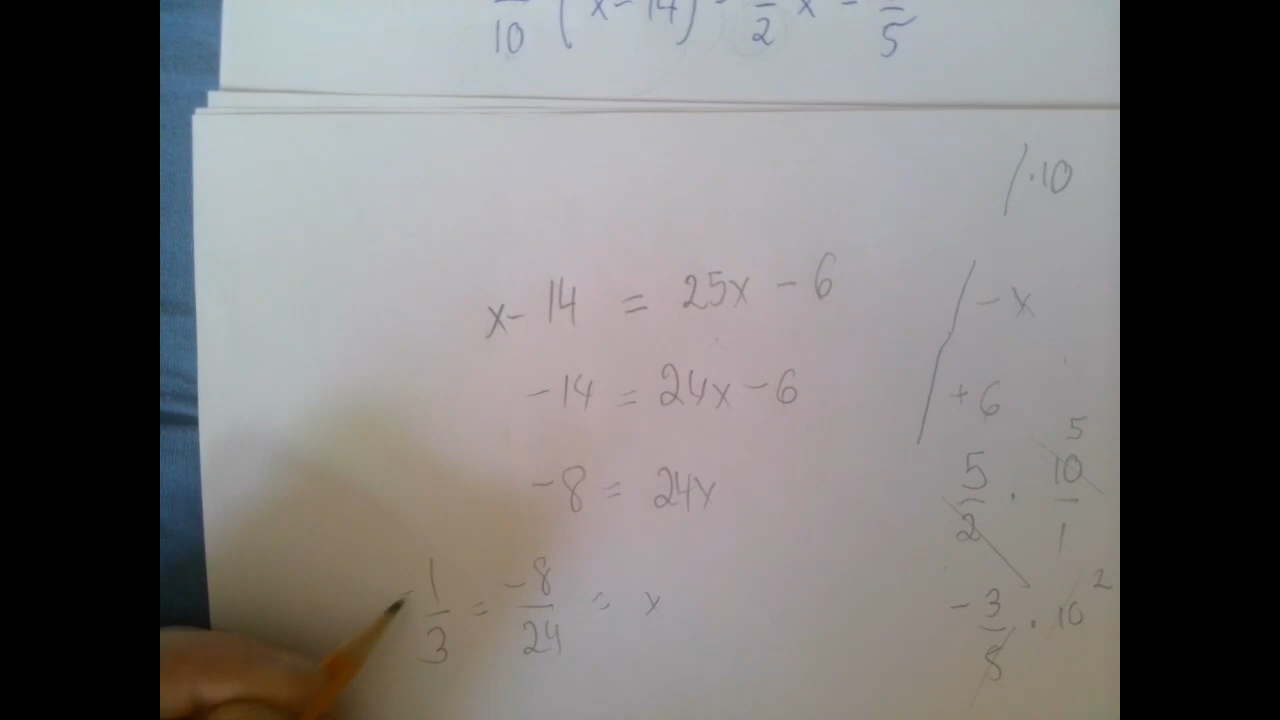 10 (x-14) - 2 x - 5
/·10
x-14 = 25x-6 /-x
-14 = 24x-6 /+6
5
5/2 · 10/1
-8 = 24x
2
-3/8 · 10
-1/3 = -8/24 = x